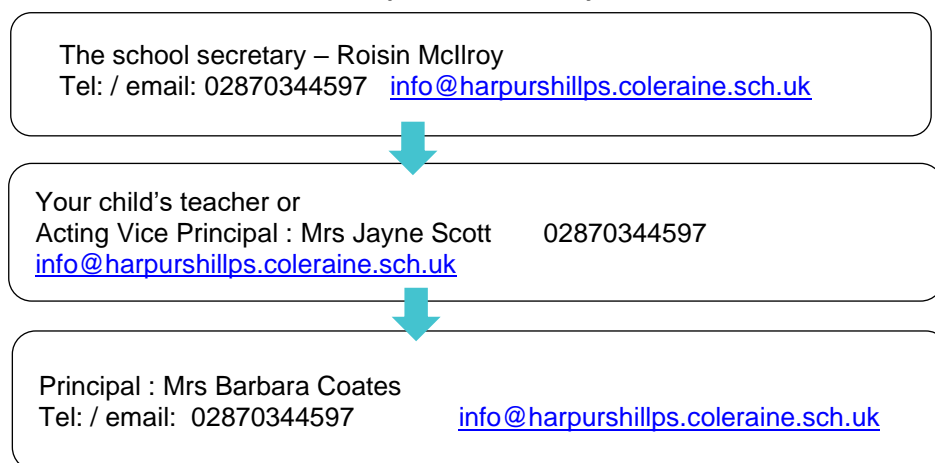 The school secretary – Roisin McIlroy
Tel: / email: 02870344597 info@harpurshillps.coleraine.sch.uk
Your child's teacher or
Acting Vice Principal : Mrs Jayne Scott 02870344597
info@harpurshillps.coleraine.sch.uk
Principal : Mrs Barbara Coates
Tel: / email: 02870344597 info@harpurshillps.coleraine.sch.uk